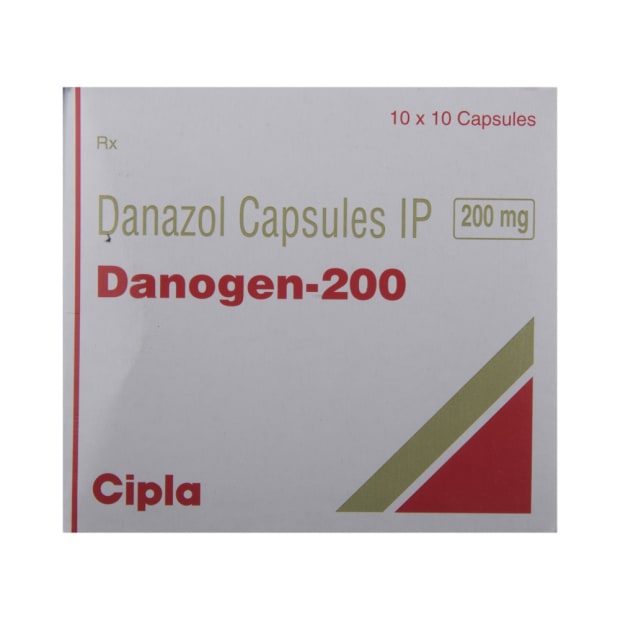 10 x 10 Capsules
Rx
Danazol Capsules IP 200 mg
Danogen-200
Cipla